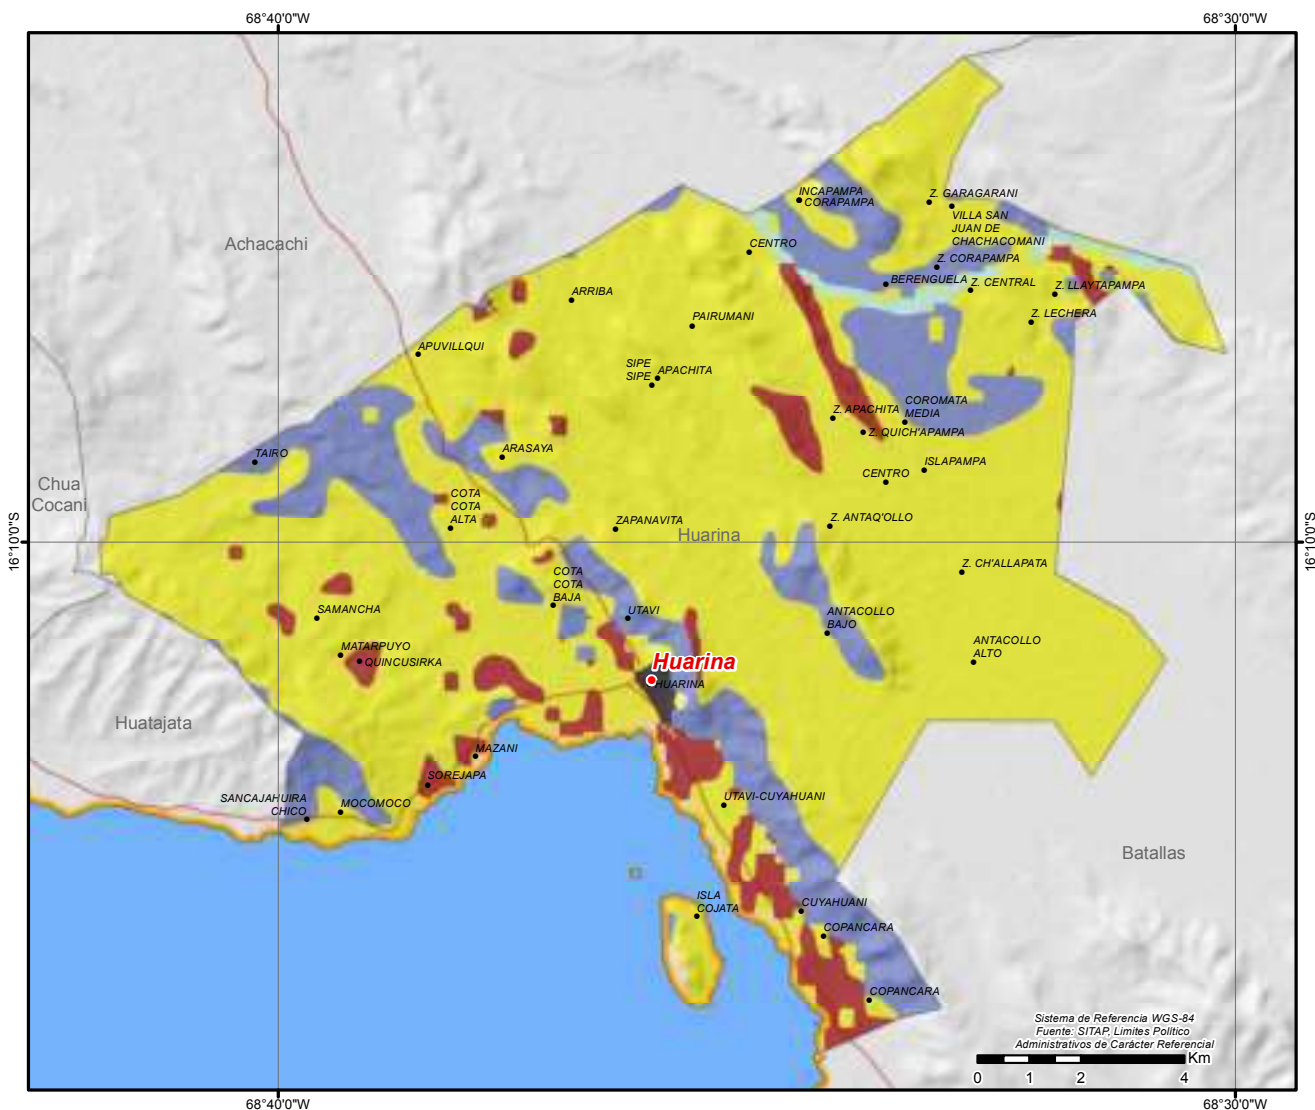 68°40'0"W
68°30'0"W
INCAPAMPA
CORAPAMPA
Z. GARAGARANI
VILLA SAN
JUAN DE
CHACHACOMANI
Achacachi
CENTRO
Z. CORAPAMPA
BERENGUELA
Z. CENTRAL
Z. LLAYTAPAMPA
ARRIBA
Z. LECHERA
PAIRUMANI
APUVILLQUI
SIPE
SIPE
APACHITA
COROMATA
MEDIA
Z. APACHITA
Z. QUICH'APAMPA
TAIRO
ARASAYA
ISLAPAMPA
CENTRO
Chua
Cocani
COTA
COTA
ALTA
ZAPANAVITA
Z. ANTAQ'OLLO
Huarina
16°10'0"S
16°10'0"S
Z. CH'ALLAPATA
COTA
COTA
BAJA
SAMANCHA
UTAVI
ANTACOLLO
BAJO
MATARPUYO
QUINCUSIRKA
ANTACOLLO
ALTO
Huarina
HUARINA
Huatajata
MAZANI
SOREJAPA
SANCAJAHUIRA
CHICO
MOCOMOCO
UTAVI-CUYAHUANI
Batallas
ISLA
COJATA
CUYAHUANI
COPANCARA
COPANCARA
Sistema de Referencia WGS-84
Fuente: SITAP, Limites Político
Administrativos de Carácter Referencial
Km
0 1 2 4
68°40'0"W
68°30'0"W